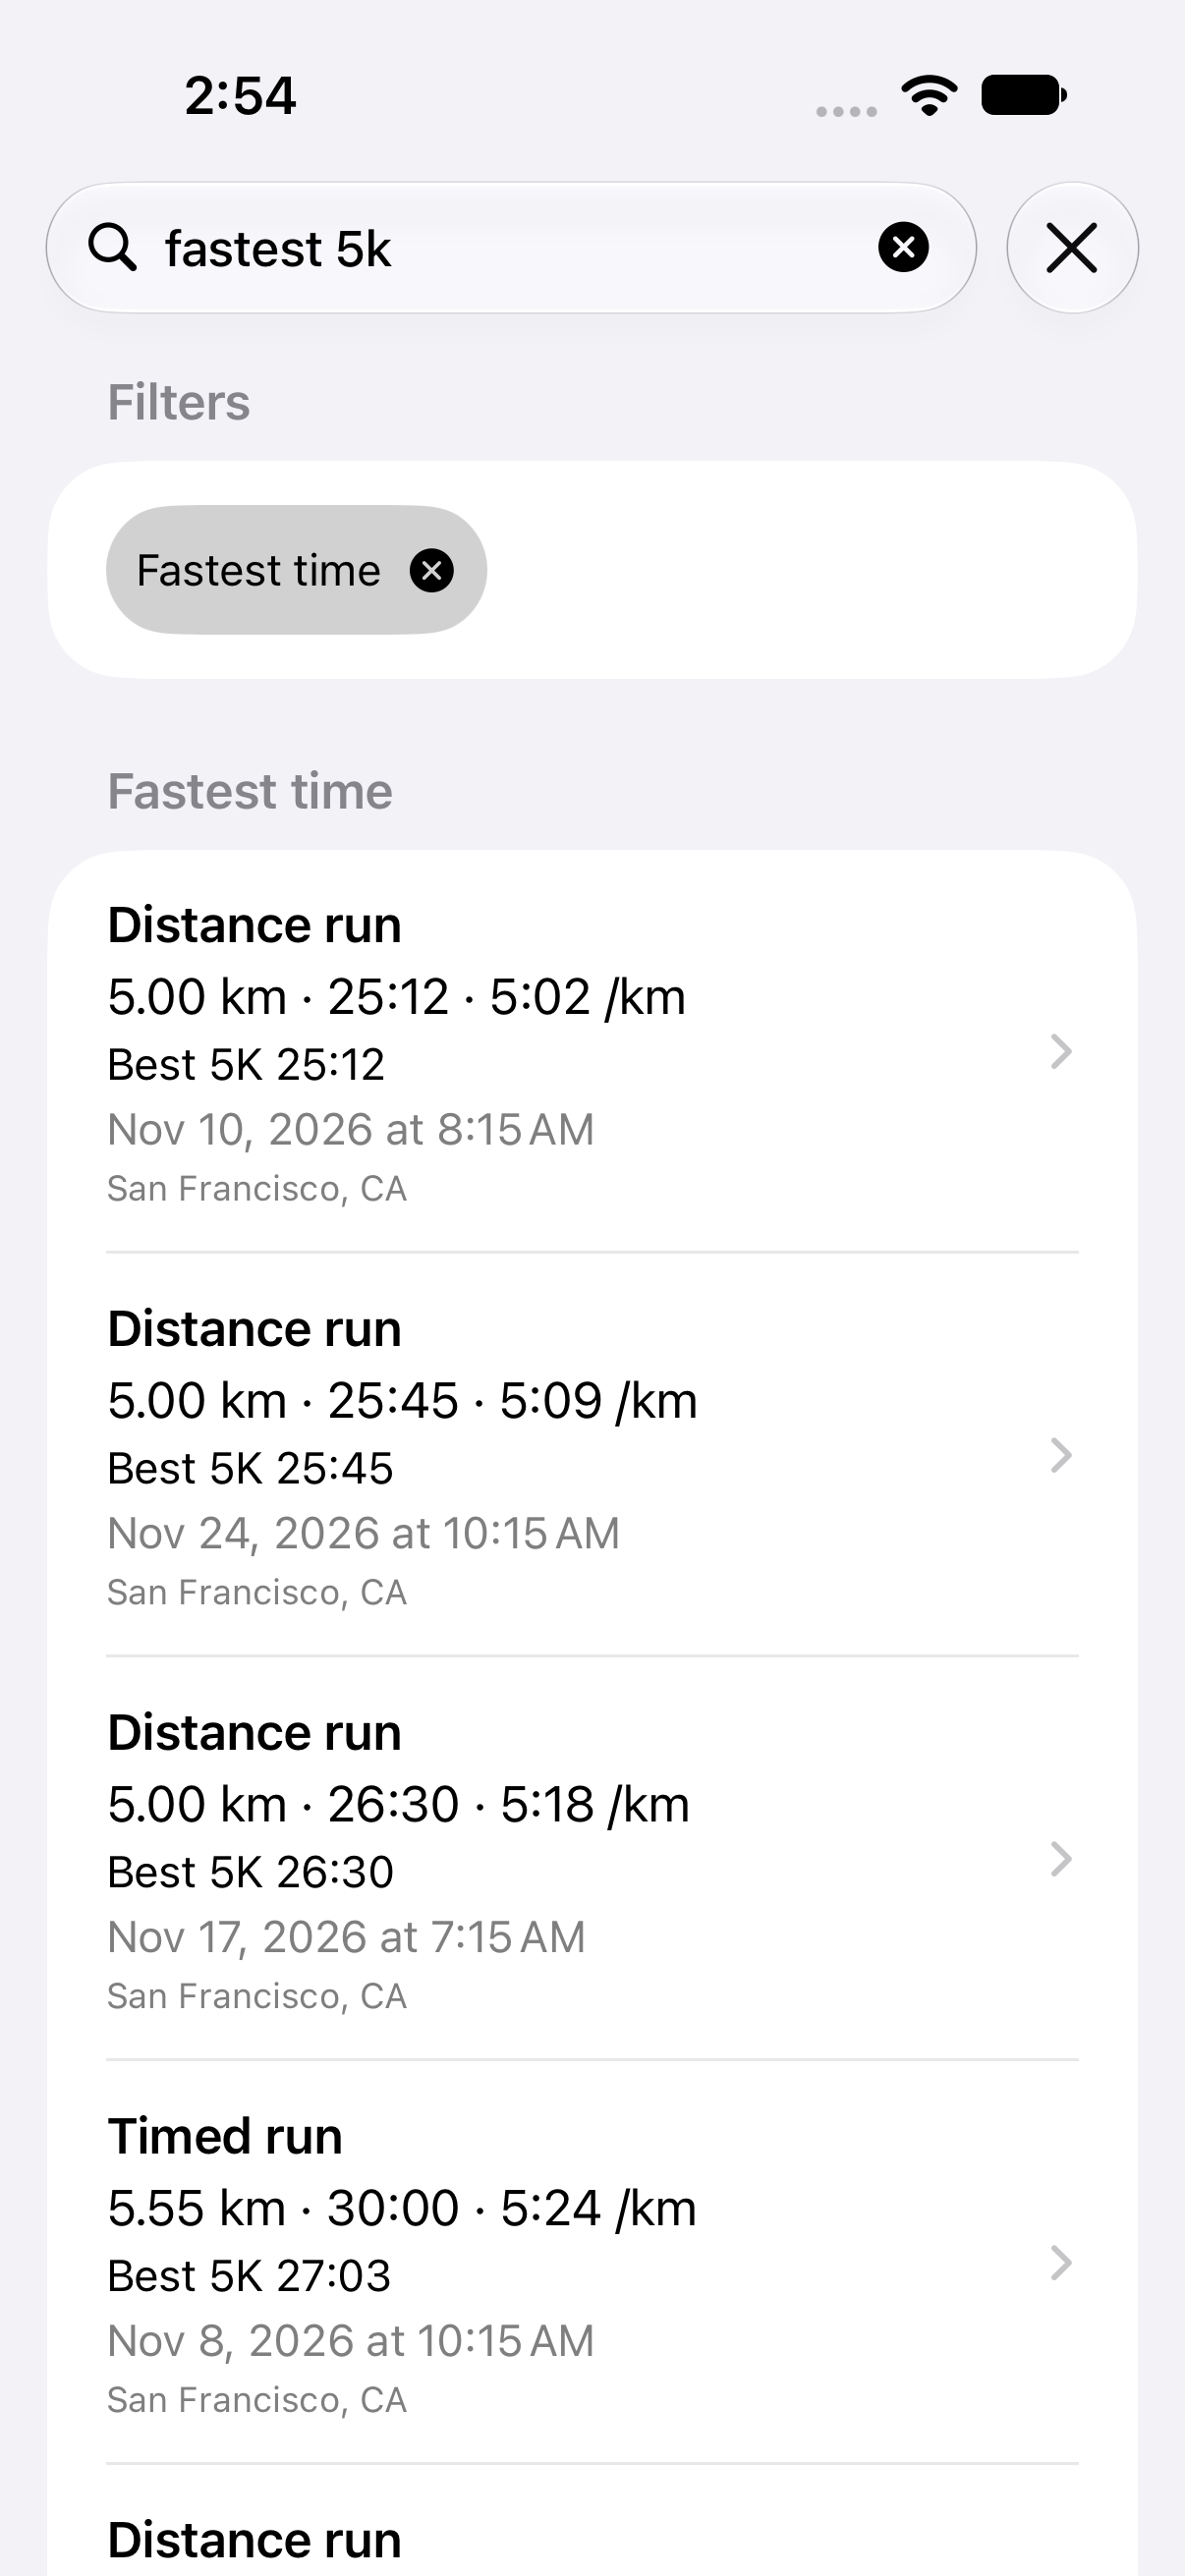 2:54
fastest 5k
Filters
Fastest time
Fastest time
Distance run
5.00 km · 25:12 · 5:02 /km
Best 5K 25:12
Nov 10, 2026 at 8:15 AM
San Francisco, CA
Distance run
5.00 km · 25:45 · 5:09 /km
Best 5K 25:45
Nov 24, 2026 at 10:15 AM
San Francisco, CA
Distance run
5.00 km · 26:30 · 5:18 /km
Best 5K 26:30
Nov 17, 2026 at 7:15 AM
San Francisco, CA
Timed run
5.55 km · 30:00 · 5:24 /km
Best 5K 27:03
Nov 8, 2026 at 10:15 AM
San Francisco, CA
Distance run